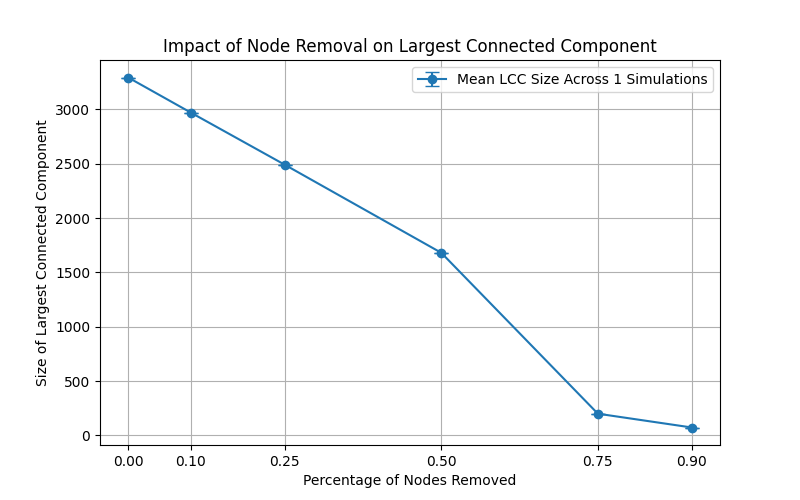 Impact of Node Removal on Largest Connected Component
Mean LCC Size Across 1 Simulations
Size of Largest Connected Component
3000
2500
2000
1500
1000
500
0
0.00 0.10 0.25 0.50 0.75 0.90
Percentage of Nodes Removed